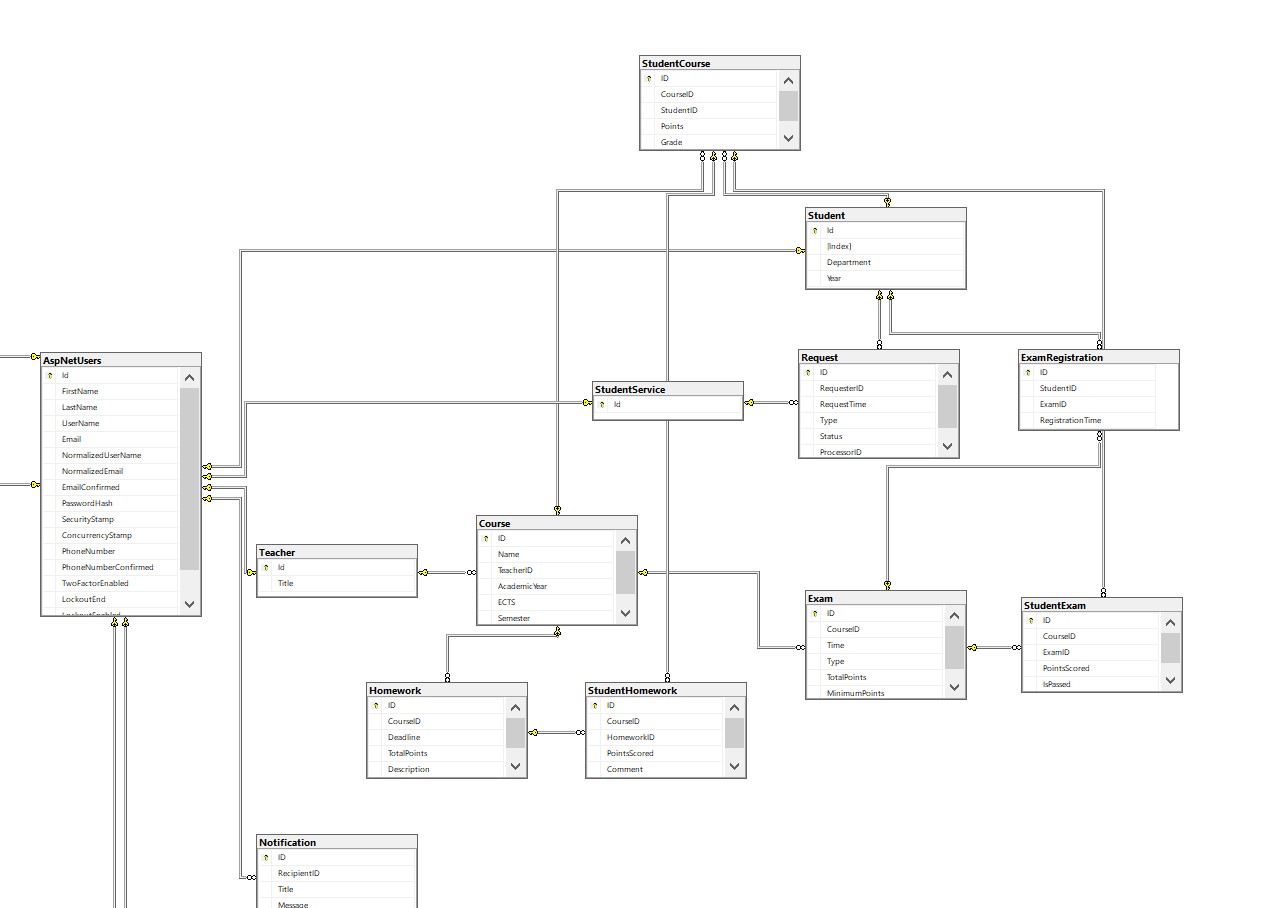 StudentCourse
ID
CourseID
StudentID
Points
Grade
Student
Id
[Index]
Department
Year
AspNetUsers
Id
FirstName
LastName
UserName
Email
NormalizedUserName
NormalizedEmail
EmailConfirmed
PasswordHash
SecurityStamp
ConcurrencyStamp
PhoneNumber
PhoneNumberConfirmed
TwoFactorEnabled
LockoutEnd
LockoutEnabled
StudentService
Id
Request
ID
RequesterID
RequestTime
Type
Status
ProcessorID
ExamRegistration
ID
StudentID
ExamID
RegistrationTime
Teacher
Id
Title
Course
ID
Name
TeacherID
AcademicYear
ECTS
Semester
Exam
ID
CourseID
Time
Type
TotalPoints
MinimumPoints
StudentExam
ID
CourseID
ExamID
PointsScored
IsPassed
Homework
ID
CourseID
Deadline
TotalPoints
Description
StudentHomework
ID
CourseID
HomeworkID
PointsScored
Comment
Notification
ID
RecipientID
Title
Message